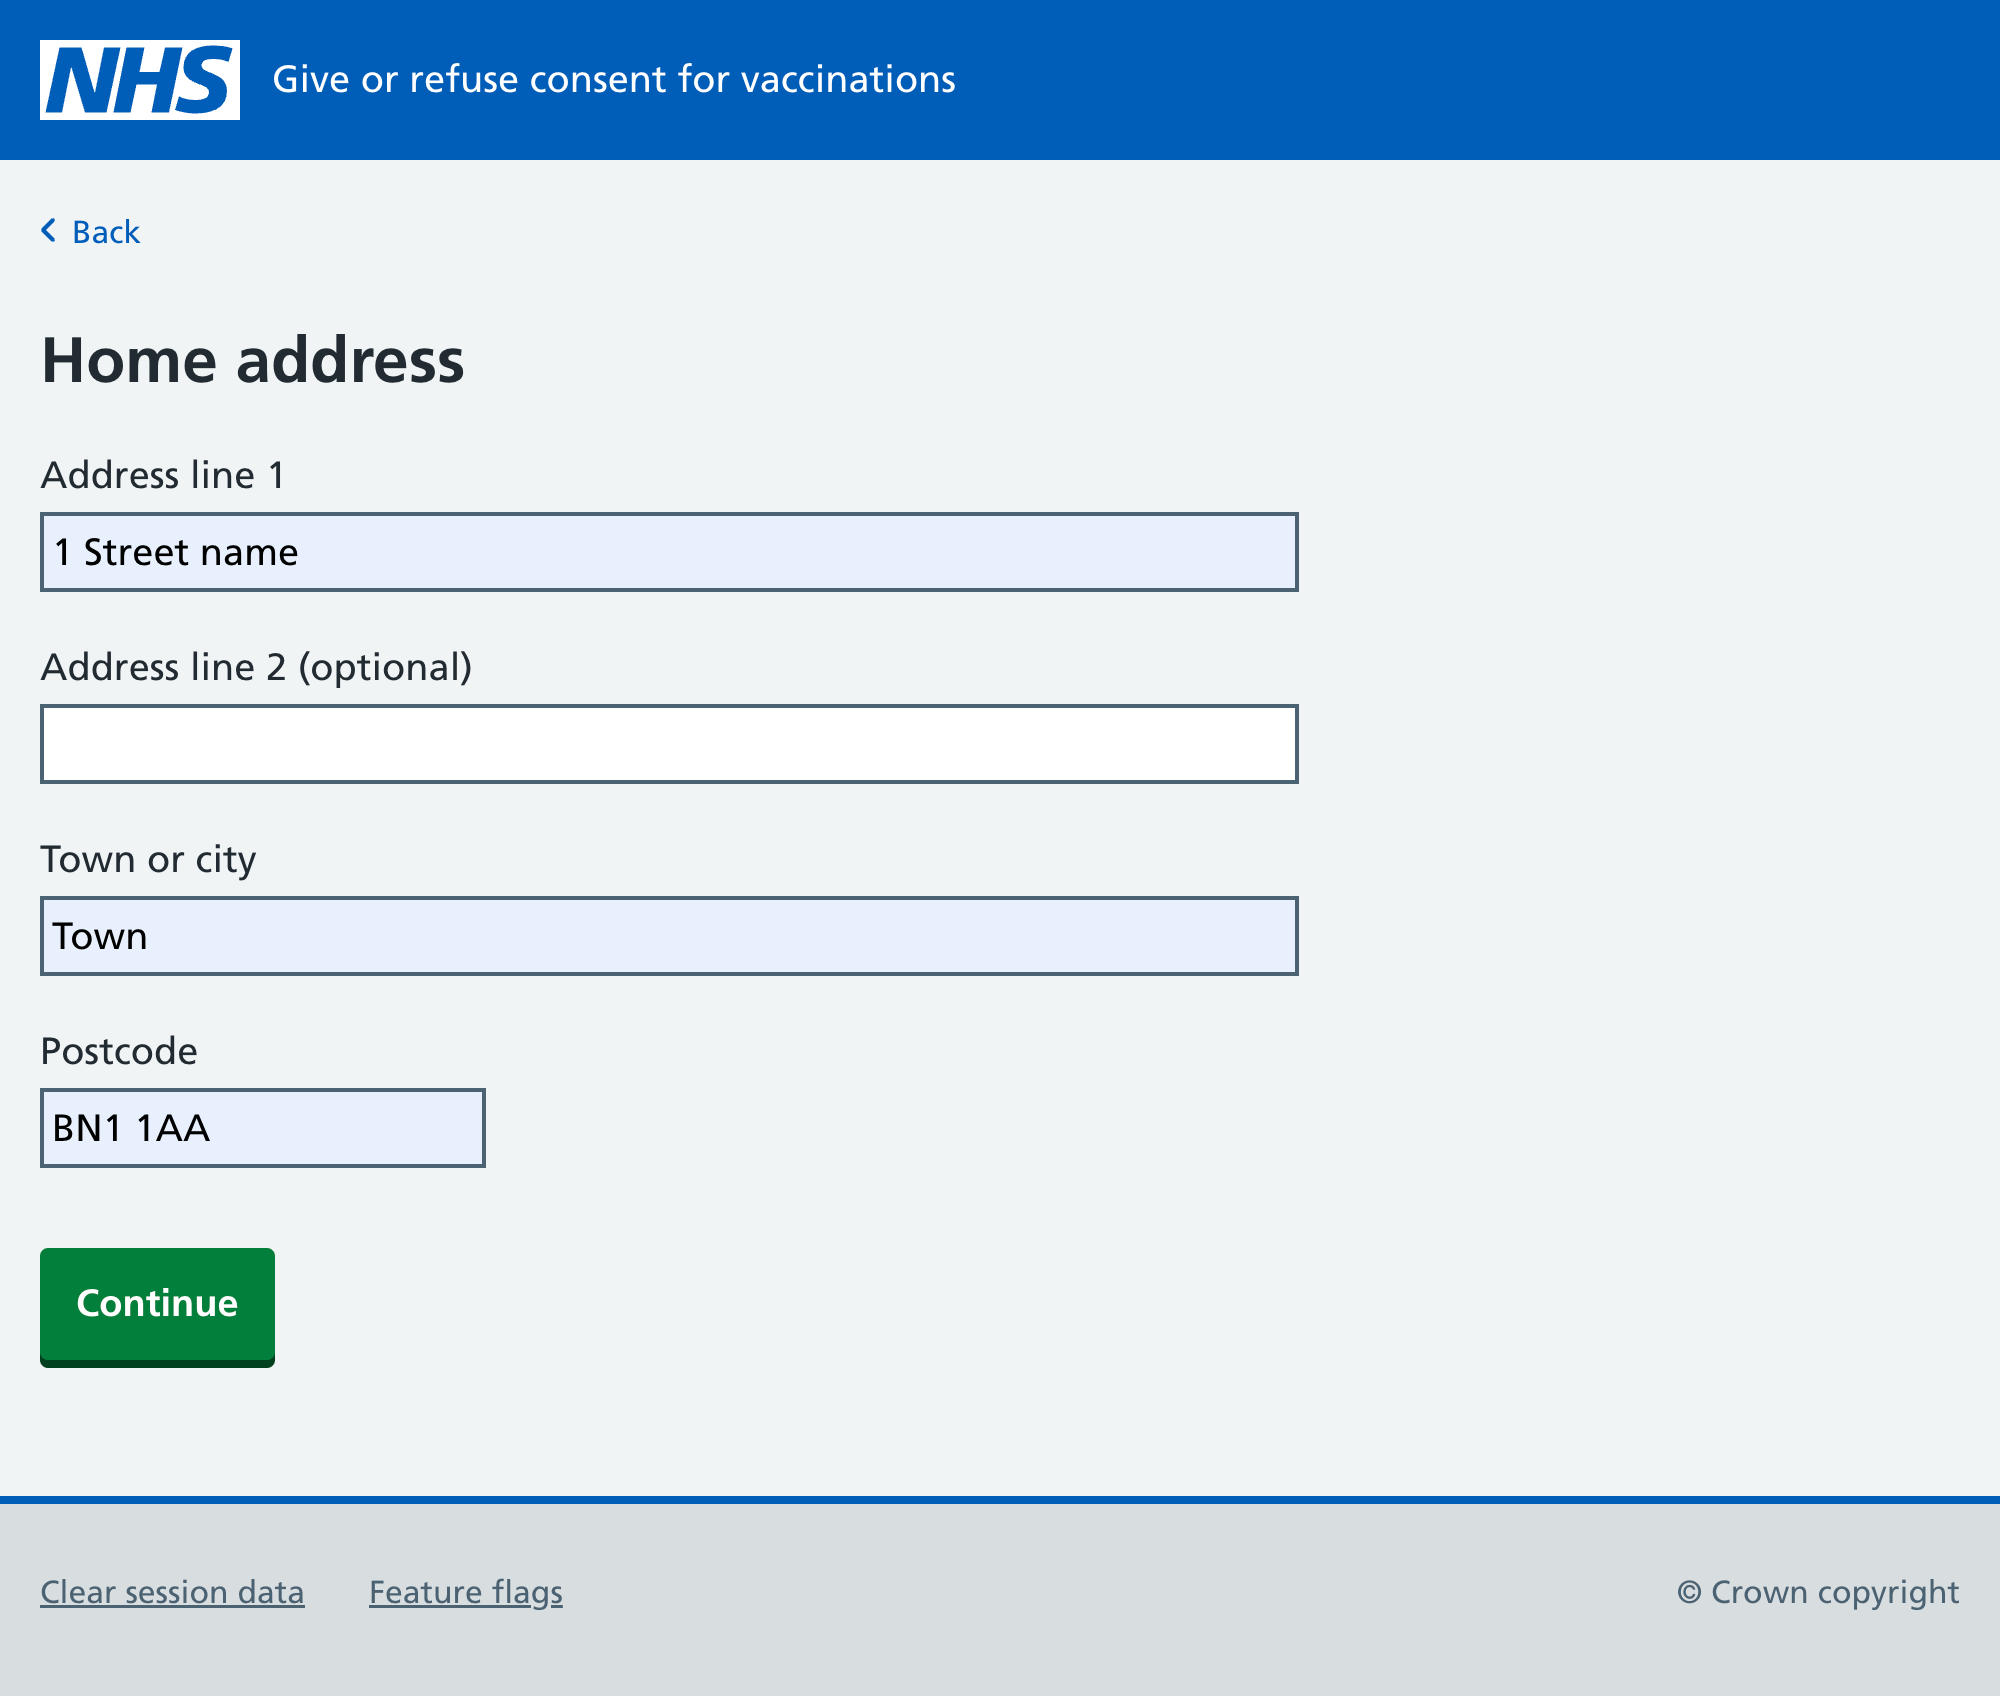 NHS Give or refuse consent for vaccinations
Back
Home address
Address line 1
1 Street name
Address line 2 (optional)
Town or city
Town
Postcode
BN1 1AA
Continue
Clear session data Feature flags © Crown copyright